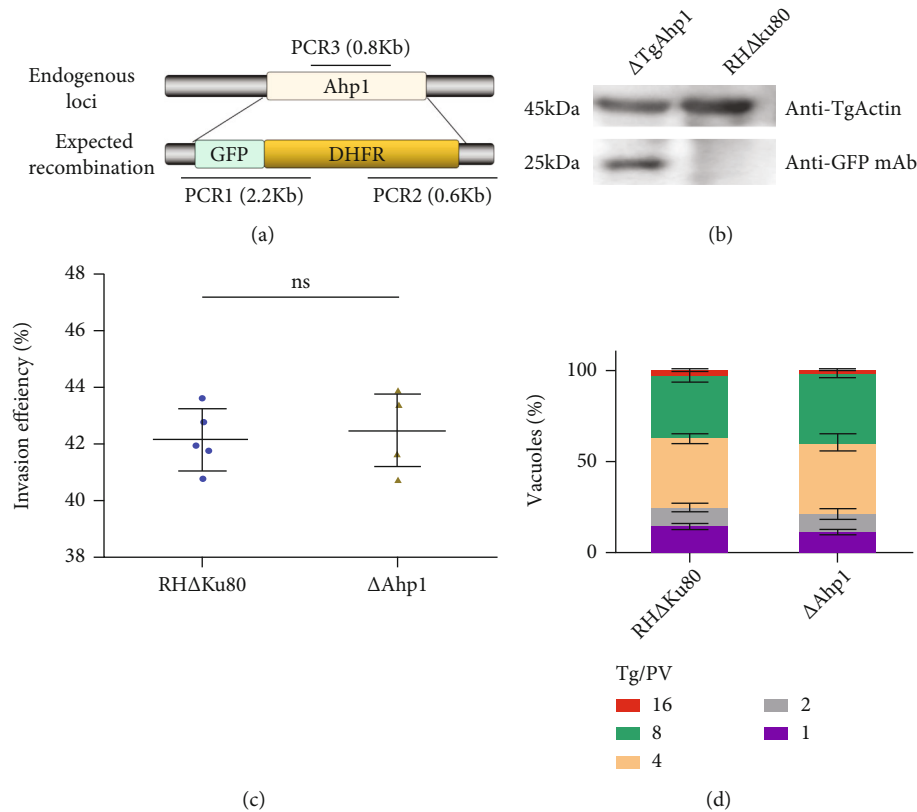 PCR3 (0.8Kb)
Endogenous
loci
Ahp1
Expected
recombination
GFP
DHFR
PCR1 (2.2Kb)
PCR2 (0.6Kb)
(a)
(b)
ΔTgAhp1
RHΔku80
45kDa
Anti-TgActin
25kDa
Anti-GFP mAb
Invasion effeiency (%)
48
46
44
42
40
38
ns
RHΔKu80
ΔAhp1
(c)
Vacuoles (%)
100
50
0
RHΔKu80
ΔAhp1
Tg/PV
16
8
4
2
1
(d)